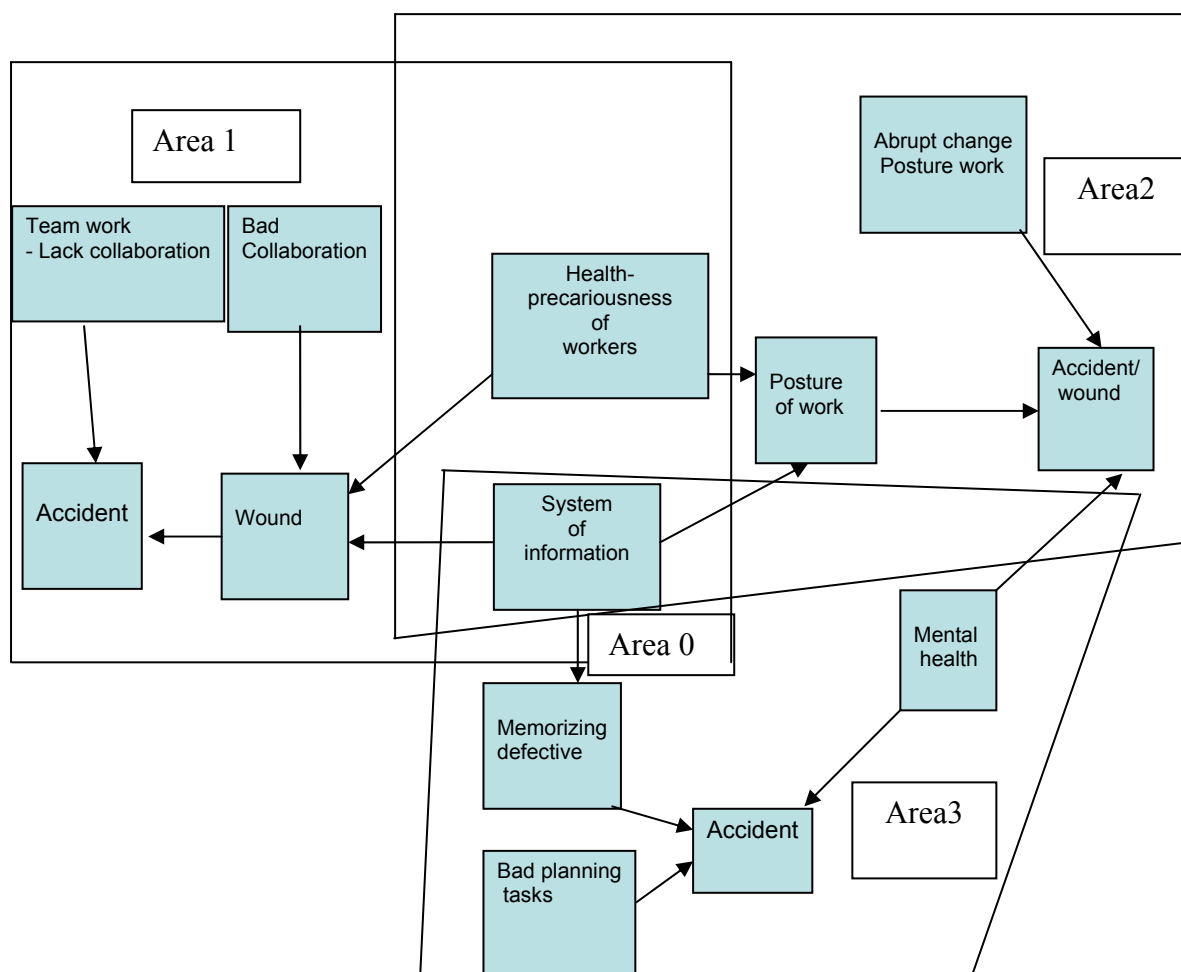 Area 1
Abrupt change
Posture work
Area2
Team work
- Lack collaboration
Bad
Collaboration
Health-
precariousness
of
workers
Posture
of work
Accident/
wound
Accident
Wound
System
of
information
Area 0
Mental
health
Memorizing
defective
Accident
Area3
Bad planning
tasks